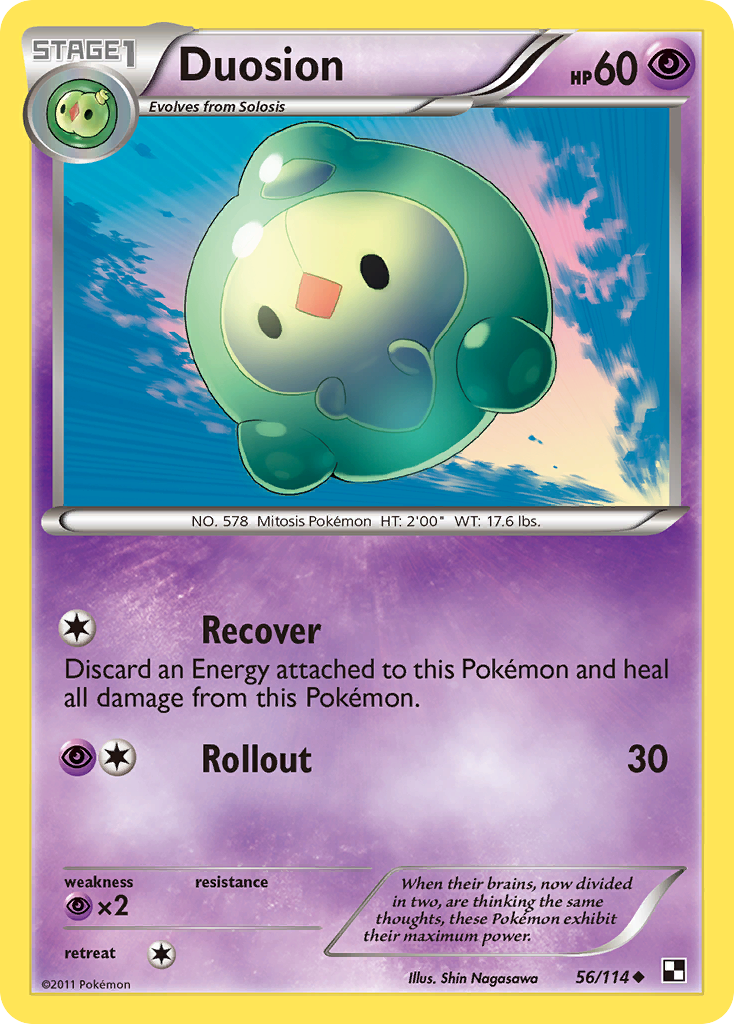 STAGE1
Duosion
HP60
Evolves from Solosis
NO. 578 Mitosis Pokémon HT: 2'00" WT: 17.6 lbs.
Recover
Discard an Energy attached to this Pokémon and heal
all damage from this Pokémon.
Rollout 30
weakness resistance
×2
retreat
When their brains, now divided
in two, are thinking the same
thoughts, these Pokémon exhibit
their maximum power.
©2011 Pokémon
Illus. Shin Nagasawa 56/114